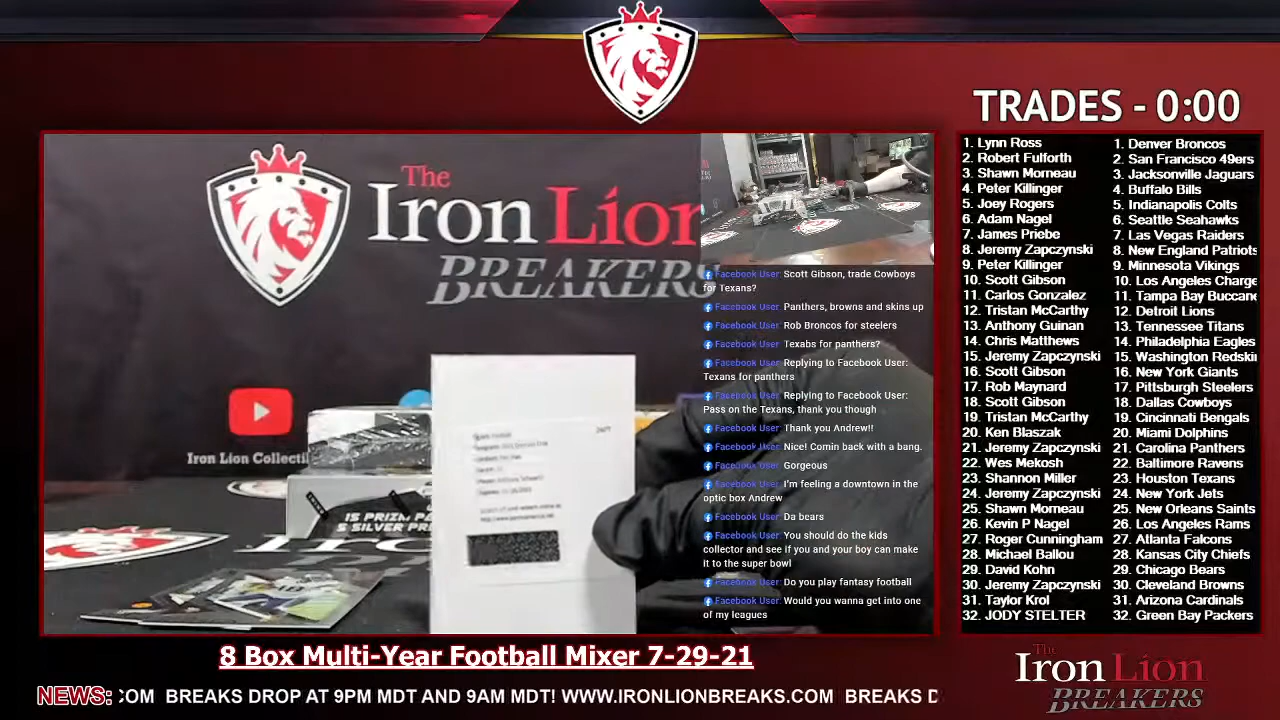 TRADES - 0:00
The
Iron Lion
BREAKERS
Iron Lion Collecti
15 PRIZM P
5 SILVER PR
Facebook User: Scott Gibson, trade Cowboys
for Texans?
Facebook User: Panthers, browns and skins up
Facebook User: Rob Broncos for steelers
Facebook User: Texabs for panthers?
Facebook User: Replying to Facebook User:
Texans for panthers
Facebook User: Replying to Facebook User:
Pass on the Texans, thank you though
Facebook User: Thank you Andrew!!
Facebook User: Nice! Comin back with a bang.
Facebook User: Gorgeous
Facebook User: I'm feeling a downtown in the
optic box Andrew
Facebook User: Da bears
Facebook User: You should do the kids
collector and see if you and your boy can make
it to the super bowl
Facebook User: Do you play fantasy football
Facebook User: Would you wanna get into one
of my leagues
1. Lynn Ross
2. Robert Fulforth
3. Shawn Morneau
4. Peter Killinger
5. Joey Rogers
6. Adam Nagel
7. James Priebe
8. Jeremy Zapczynski
9. Peter Killinger
10. Scott Gibson
11. Carlos Gonzalez
12. Tristan McCarthy
13. Anthony Guinan
14. Chris Matthews
15. Jeremy Zapczynski
16. Scott Gibson
17. Rob Maynard
18. Scott Gibson
19. Tristan McCarthy
20. Ken Blaszak
21. Jeremy Zapczynski
22. Wes Mekosh
23. Shannon Miller
24. Jeremy Zapczynski
25. Shawn Morneau
26. Kevin P Nagel
27. Roger Cunningham
28. Michael Ballou
29. David Kohn
30. Jeremy Zapczynski
31. Taylor Krol
32. JODY STELTER
1. Denver Broncos
2. San Francisco 49ers
3. Jacksonville Jaguars
4. Buffalo Bills
5. Indianapolis Colts
6. Seattle Seahawks
7. Las Vegas Raiders
8. New England Patriots
9. Minnesota Vikings
10. Los Angeles Charge
11. Tampa Bay Buccane
12. Detroit Lions
13. Tennessee Titans
14. Philadelphia Eagles
15. Washington Redski
16. New York Giants
17. Pittsburgh Steelers
18. Dallas Cowboys
19. Cincinnati Bengals
20. Miami Dolphins
21. Carolina Panthers
22. Baltimore Ravens
23. Houston Texans
24. New York Jets
25. New Orleans Saints
26. Los Angeles Rams
27. Atlanta Falcons
28. Kansas City Chiefs
29. Chicago Bears
30. Cleveland Browns
31. Arizona Cardinals
32. Green Bay Packers
8 Box Multi-Year Football Mixer 7-29-21
NEWS: COM BREAKS DROP AT 9PM MDT AND 9AM MDT! WWW.IRONLIONBREAKS.COM BREAKS D
The
Iron Lion
BREAKERS